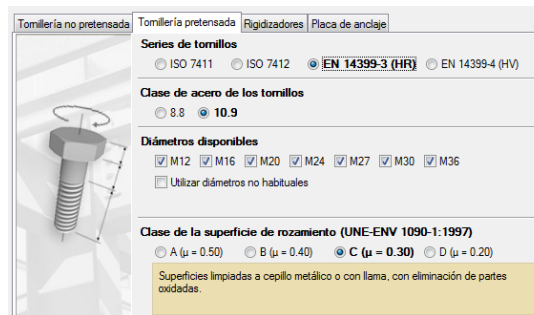 Tornillería no pretensada Tornillería pretensada Rigidizadores Placa de anclaje
Series de tornillos
ISO 7411 ISO 7412 EN 14399-3 (HR) EN 14399-4 (HV)
Clase de acero de los tornillos
8.8 10.9
Diámetros disponibles
M12 M16 M20 M24 M27 M30 M36
Utilizar diámetros no habituales
Clase de la superficie de rozamiento (UNE-ENV 1090-1:1997)
A (μ = 0.50) B (μ = 0.40) C (μ = 0.30) D (μ = 0.20)
Superficies limpiadas a cepillo metálico o con llama, con eliminación de partes
oxidadas.